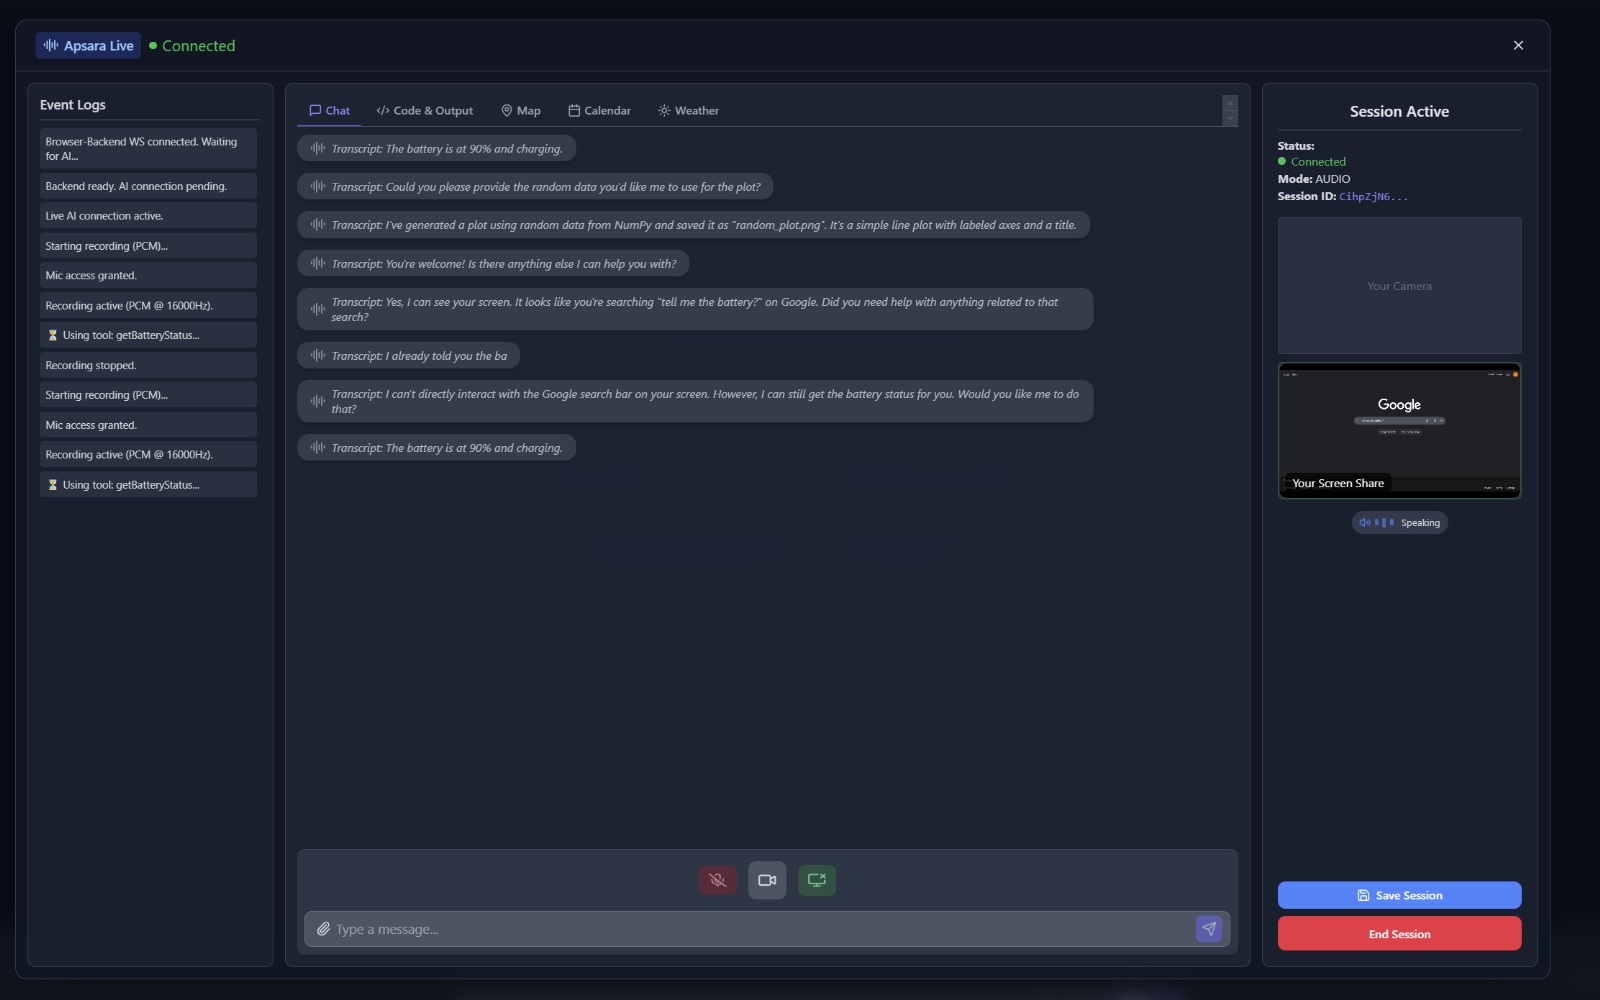 Apsara Live
Connected
Event Logs
Browser-Backend WS connected. Waiting
for AI...
Backend ready. AI connection pending.
Live AI connection active.
Starting recording (PCM)...
Mic access granted.
Recording active (PCM @ 16000Hz).
⏳ Using tool: getBatteryStatus...
Recording stopped.
Starting recording (PCM)...
Mic access granted.
Recording active (PCM @ 16000Hz).
⏳ Using tool: getBatteryStatus...
Chat
Code & Output
Map
Calendar
Weather
Transcript: The battery is at 90% and charging.
Transcript: Could you please provide the random data you'd like me to use for the plot?
Transcript: I've generated a plot using random data from NumPy and saved it as "random_plot.png". It's a simple line plot with labeled axes and a title.
Transcript: You're welcome! Is there anything else I can help you with?
Transcript: Yes, I can see your screen. It looks like you're searching "tell me the battery?" on Google. Did you need help with anything related to that
search?
Transcript: I already told you the ba
Transcript: I can't directly interact with the Google search bar on your screen. However, I can still get the battery status for you. Would you like me to do
that?
Transcript: The battery is at 90% and charging.
Type a message...
Session Active
Status:
Connected
Mode: AUDIO
Session ID: CihpZjN6...
Your Camera
Google
Your Screen Share
Speaking
Save Session
End Session